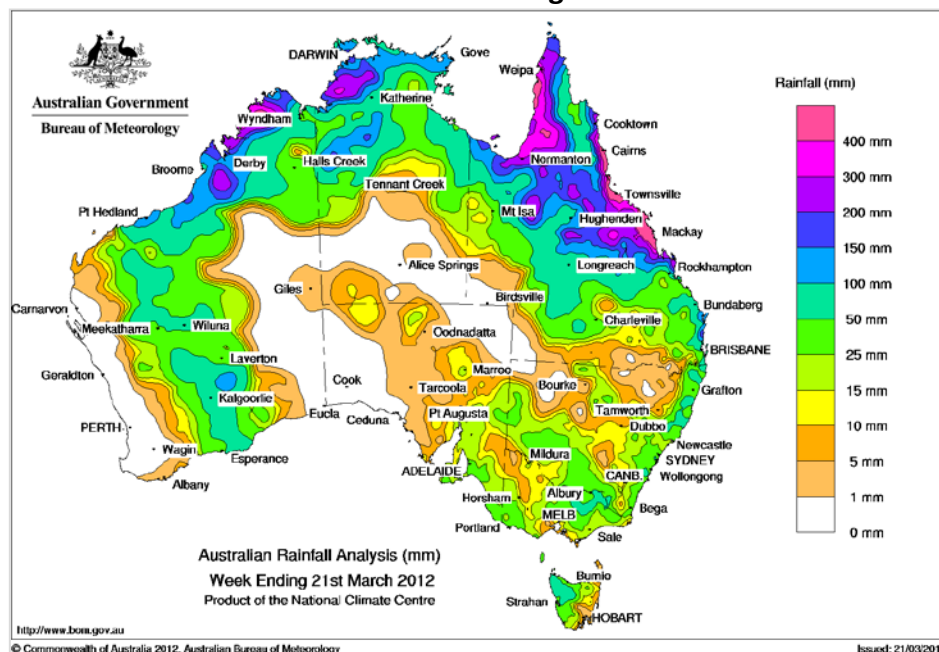 Australian Government
Bureau of Meteorology
DARWIN
Gove
Weipa
Katherine
Wyndham
Cooktown
Cairns
Normanton
Broome
Derby
Halls Creek
Tennant Creek
Townsville
Pt Hedland
Mt Isa
Hughenden
Mackay
Alice Springs
Longreach
Rockhampton
Giles
Birdsville
Carnarvon
Bundaberg
Meekatharra
Wiluna
Oodnadatta
Charleville
Laverton
BRISBANE
Geraldton
Marree
Cook
Tarcoola
Bourke
Grafton
Kalgoorlie
Eucla
Ceduna
Pt Augusta
Tamworth
Dubbo
PERTH
Wagin
Esperance
Mildura
Newcastle
SYDNEY
ADELAIDE
CANB.
Wollongong
Albany
Horsham
Albury
Bega
MELB
Portland
Sale
Burnio
Strahan
HOBART
Rainfall (mm)
400 mm
300 mm
200 mm
150 mm
100 mm
50 mm
25 mm
15 mm
10 mm
5 mm
1 mm
0 mm
Australian Rainfall Analysis (mm)
Week Ending 21st March 2012
Product of the National Climate Centre
http://www.bom.gov.au
© Commonwealth of Australia 2012, Australian Bureau of Meteorology
Issued: 21/03/201